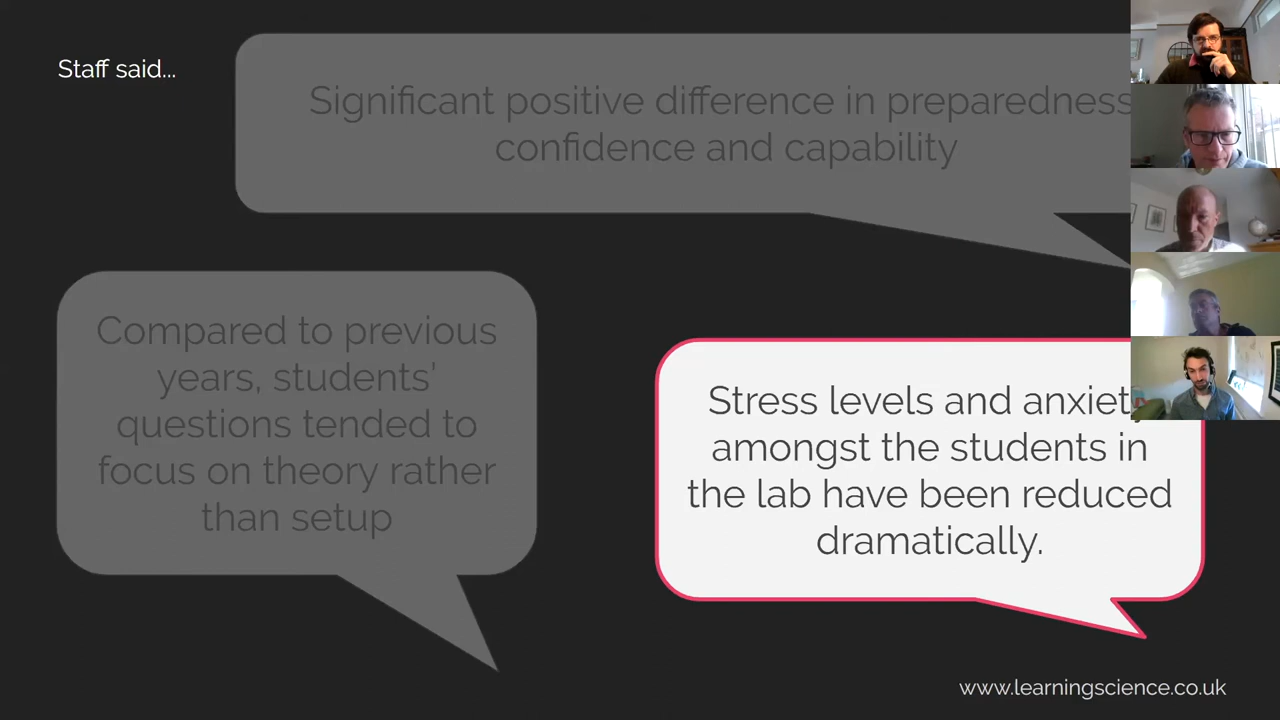 Staff said...
Significant positive difference in preparedness
confidence and capability
Compared to previous
years, students'
questions tended to
focus on theory rather
than setup
Stress levels and anxiety
amongst the students in
the lab have been reduced
dramatically.
www.learningscience.co.uk